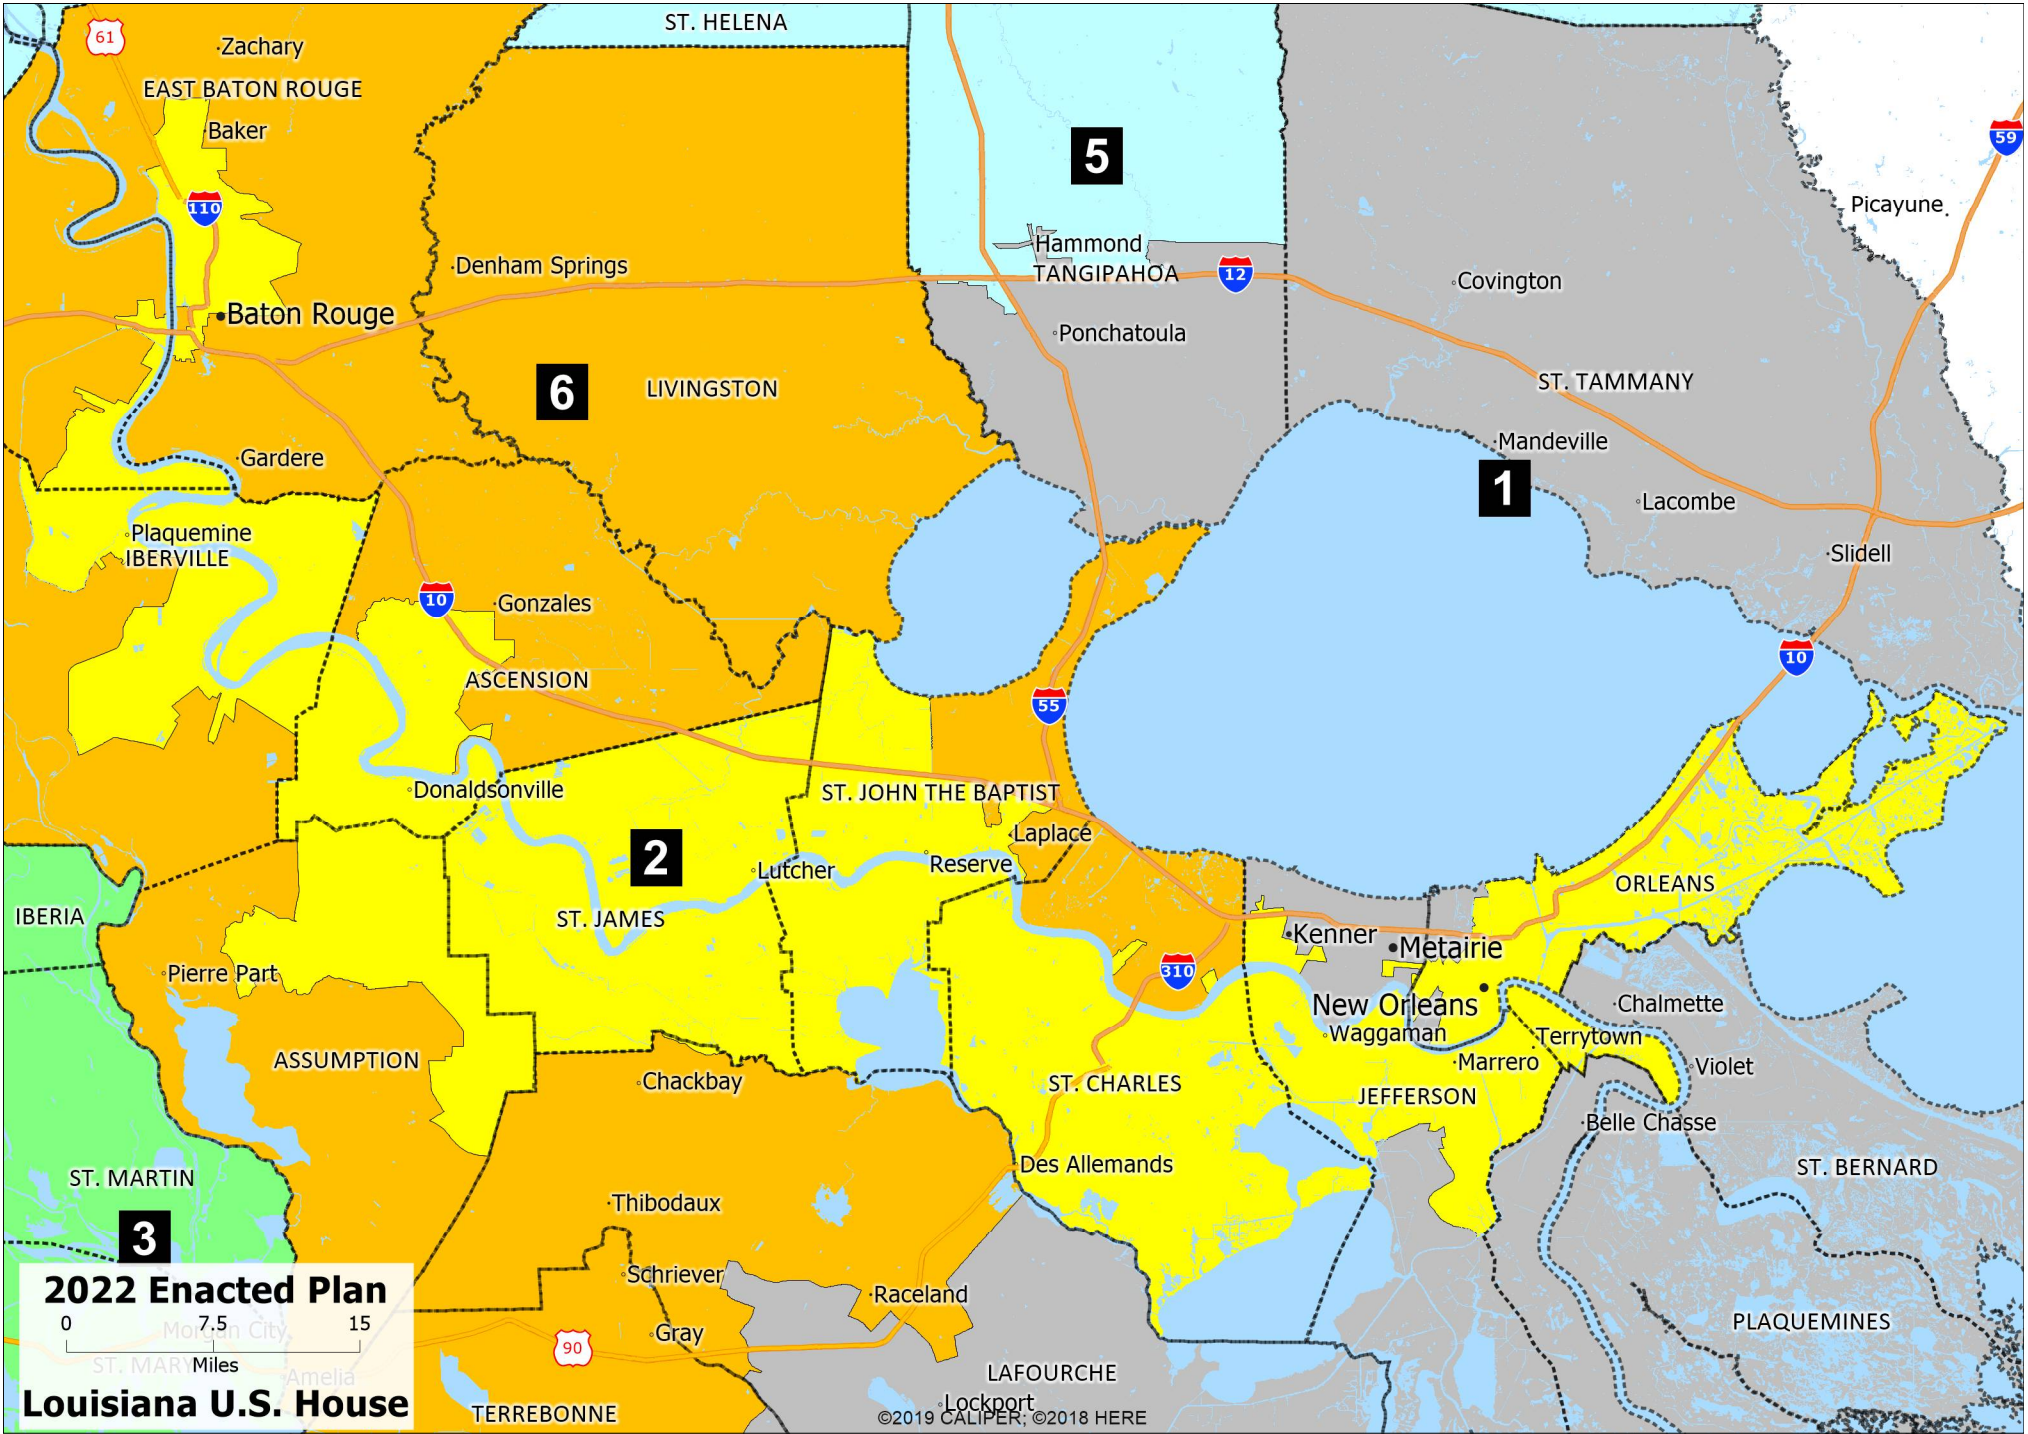 ST. HELENA
61
Zachary
EAST BATON ROUGE
Baker
59
5
110
Picayune
Hammond
TANGIPAHOA
12
Denham Springs
Covington
Baton Rouge
Ponchatoula
6
LIVINGSTON
ST. TAMMANY
Mandeville
Gardere
1
Lacombe
Plaquemine
IBERVILLE
Slidell
10
Gonzales
10
ASCENSION
55
Donaldsonville
ST. JOHN THE BAPTIST
Laplace
2
Lutcher
Reserve
ORLEANS
IBERIA
ST. JAMES
Kenner
Metairie
Pierre Part
310
New Orleans
Chalmette
Waggaman
Terrytown
ASSUMPTION
Marrero
Violet
Chackbay
ST. CHARLES
JEFFERSON
Belle Chasse
Des Allemands
ST. BERNARD
ST. MARTIN
Thibodaux
3
Schriever
Raceland
2022 Enacted Plan
0 7.5 15
Morgan City
Miles
ST. MARY
Amelia
Louisiana U.S. House
Gray
90
PLAQUEMINES
LAFOURCHE
Lockport
TERREBONNE
©2019 CALIPER; ©2018 HERE